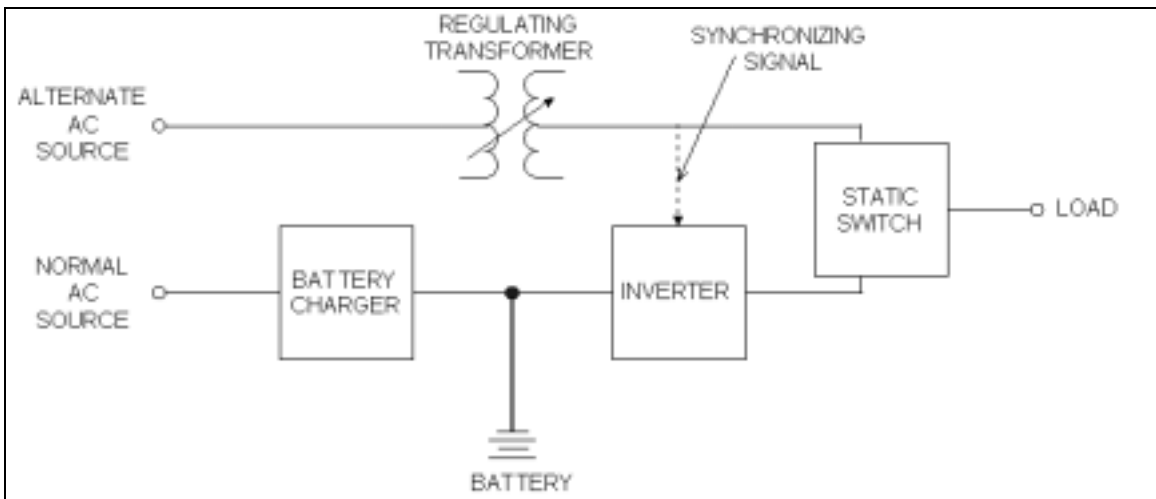 REGULATING
TRANSFORMER
SYNCHRONIZING
SIGNAL
ALTERNATE
AC
SOURCE
STATIC
SWITCH
LOAD
NORMAL
AC
SOURCE
BATTERY
CHARGER
INVERTER
BATTERY